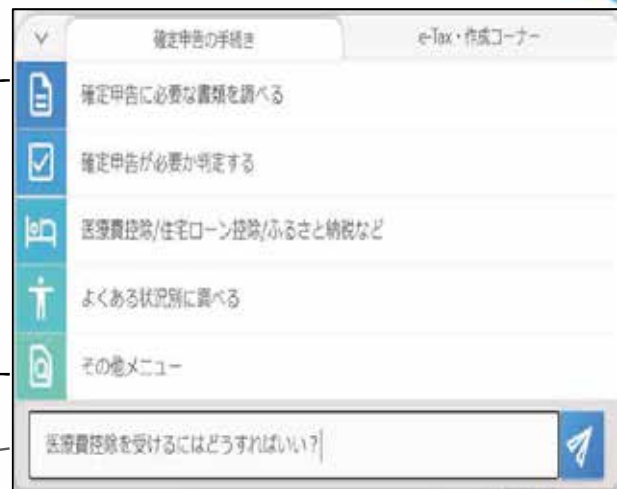 確定申告の手続き
e-Tax・作成コーナー
確定申告に必要な書類を調べる
確定申告が必要か判定する
医療費控除/住宅ローン控除/ふるさと納税など
よくある状況別に調べる
その他メニュー
医療費控除を受けるにはどうすればいい？